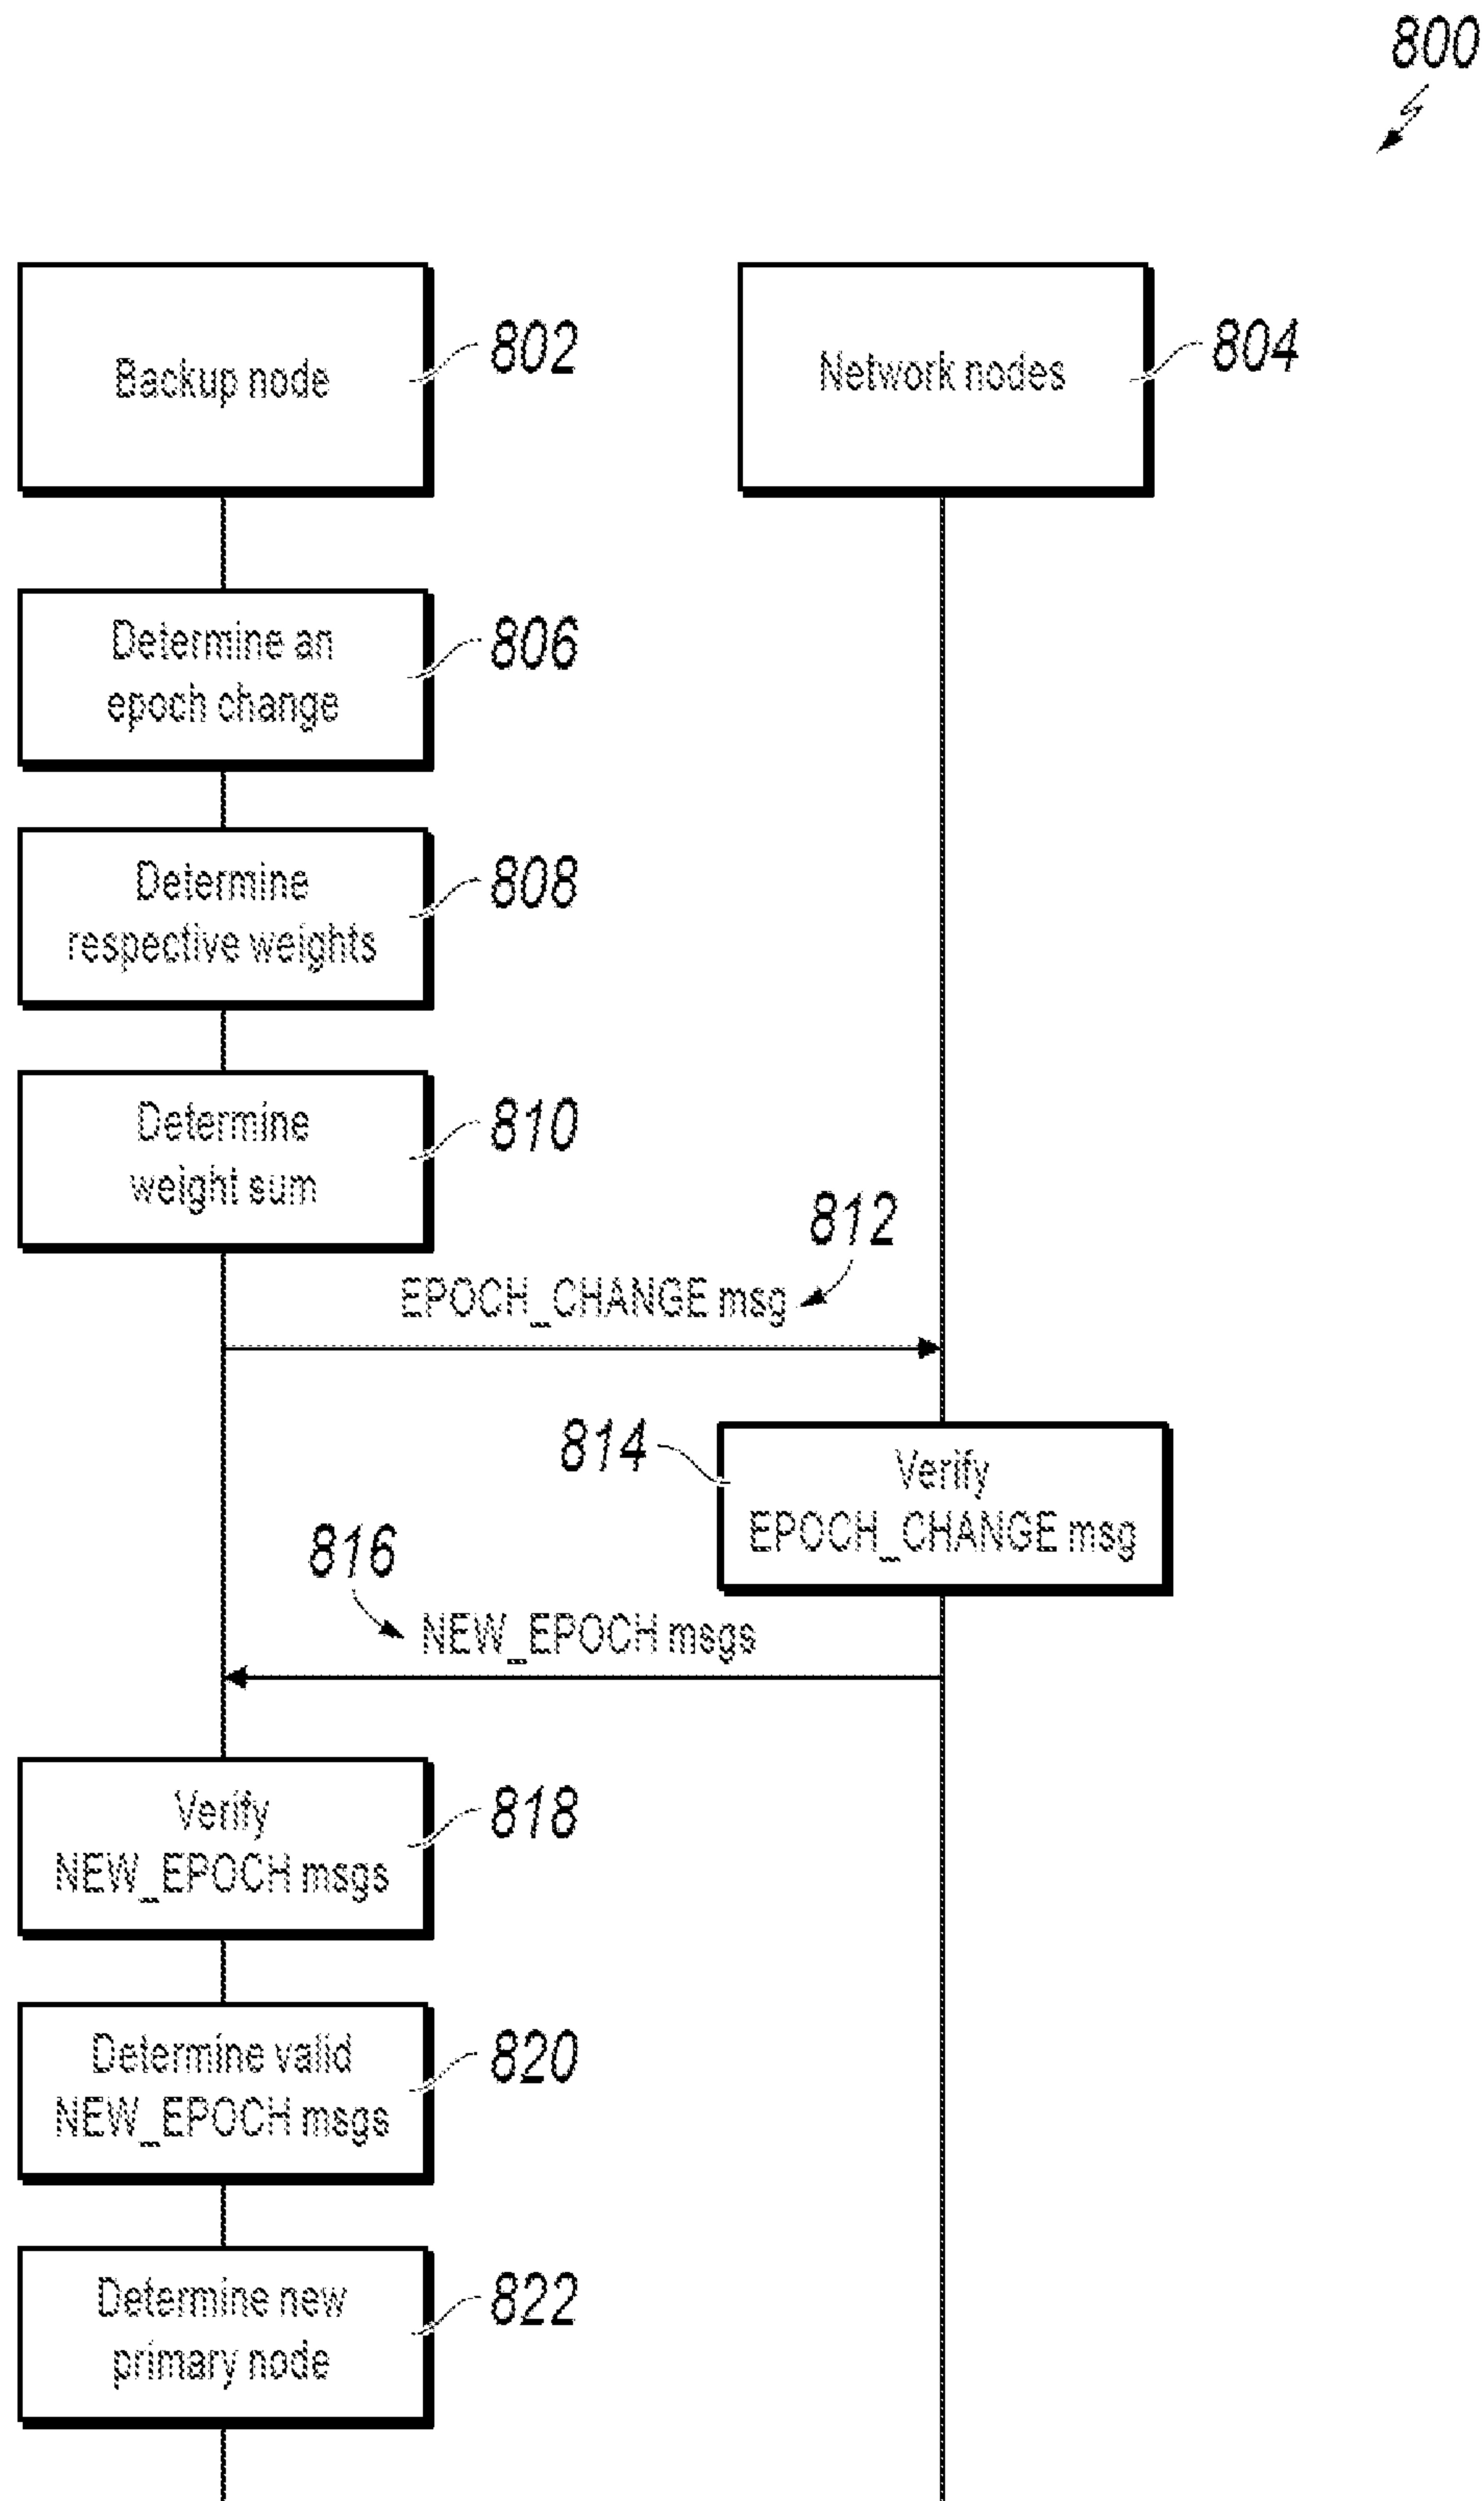 800
Backup node
802
Network nodes
804
Determine an
epoch change
806
Determine
respective weights
808
Determine
weight sum
810
812
EPOCH_CHANGE msg
814
Verify
EPOCH_CHANGE msg
816
NEW_EPOCH msgs
Verify
NEW_EPOCH msgs
818
Determine valid
NEW_EPOCH msgs
820
Determine new
primary node
822